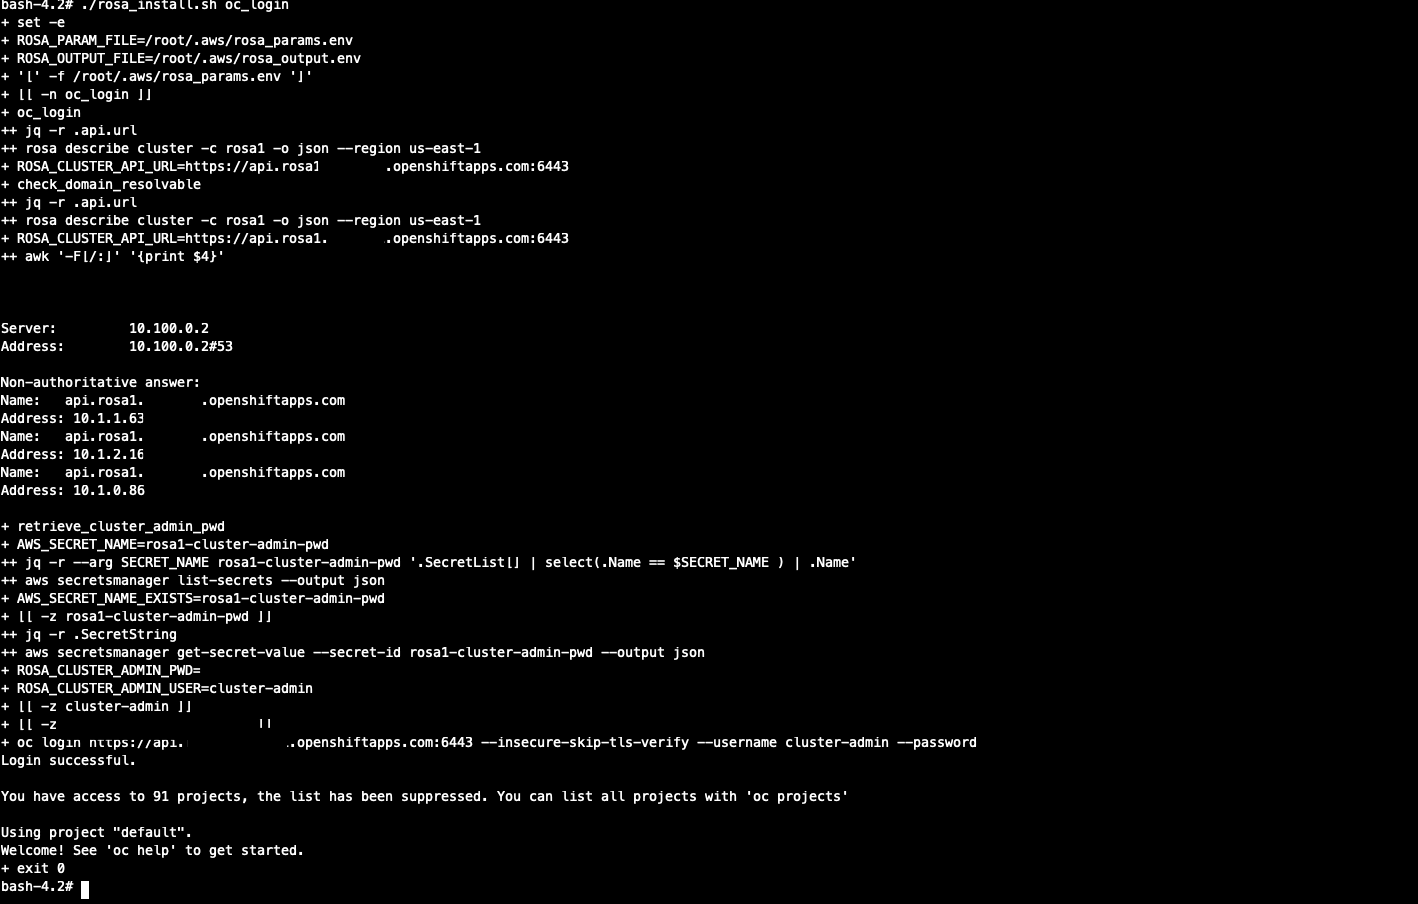 bash-4.2# ./rosa_install.sh oc_login
+ set -e
+ ROSA_PARAM_FILE=/root/.aws/rosa_params.env
+ ROSA_OUTPUT_FILE=/root/.aws/rosa_output.env
+ '[' -f /root/.aws/rosa_params.env ']'
+ [[ -n oc_login ]]
+ oc_login
++ jq -r .api.url
++ rosa describe cluster -c rosa1 -o json --region us-east-1
+ ROSA_CLUSTER_API_URL=https://api.rosa1 .openshiftapps.com:6443
+ check_domain_resolvable
++ jq -r .api.url
++ rosa describe cluster -c rosa1 -o json --region us-east-1
+ ROSA_CLUSTER_API_URL=https://api.rosa1. .openshiftapps.com:6443
++ awk '-F[/:]' '{print $4}'
Server: 10.100.0.2
Address: 10.100.0.2#53
Non-authoritative answer:
Name: api.rosa1. .openshiftapps.com
Address: 10.1.1.63
Name: api.rosa1. .openshiftapps.com
Address: 10.1.2.16
Name: api.rosa1. .openshiftapps.com
Address: 10.1.0.86
+ retrieve_cluster_admin_pwd
+ AWS_SECRET_NAME=rosa1-cluster-admin-pwd
++ jq -r --arg SECRET_NAME rosa1-cluster-admin-pwd '.SecretList[] | select(.Name == $SECRET_NAME ) | .Name'
++ aws secretsmanager list-secrets --output json
+ AWS_SECRET_NAME_EXISTS=rosa1-cluster-admin-pwd
+ [[ -z rosa1-cluster-admin-pwd ]]
++ jq -r .SecretString
++ aws secretsmanager get-secret-value --secret-id rosa1-cluster-admin-pwd --output json
+ ROSA_CLUSTER_ADMIN_PWD=
+ ROSA_CLUSTER_ADMIN_USER=cluster-admin
+ [[ -z cluster-admin ]]
+ [[ -z ]]
+ oc login https://api. .openshiftapps.com:6443 --insecure-skip-tls-verify --username cluster-admin --password
Login successful.
You have access to 91 projects, the list has been suppressed. You can list all projects with 'oc projects'
Using project "default".
Welcome! See 'oc help' to get started.
+ exit 0
bash-4.2#